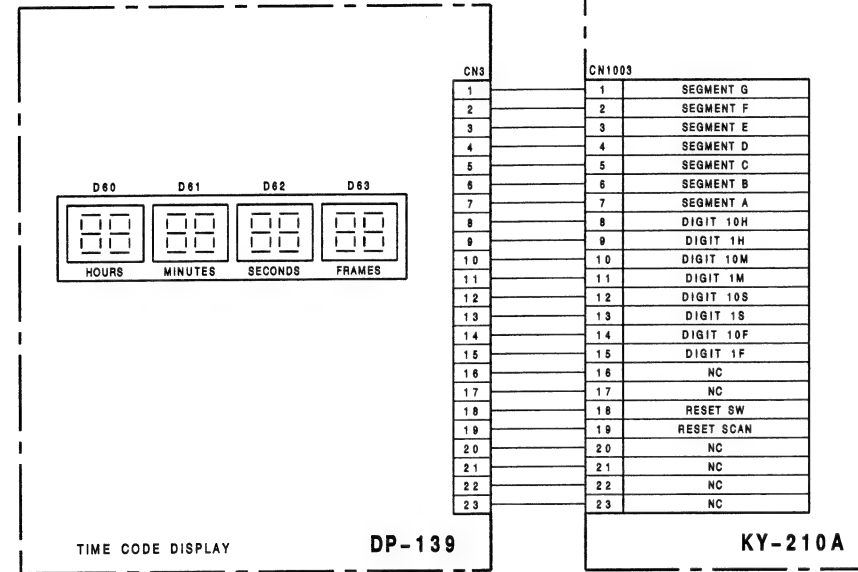 CN3 CN1003
1 1 SEGMENT G
2 2 SEGMENT F
3 3 SEGMENT E
4 4 SEGMENT D
5 5 SEGMENT C
6 6 SEGMENT B
7 7 SEGMENT A
8 8 DIGIT 10H
9 9 DIGIT 1H
10 10 DIGIT 10M
11 11 DIGIT 1M
12 12 DIGIT 10S
13 13 DIGIT 1S
14 14 DIGIT 10F
15 15 DIGIT 1F
16 16 NC
17 17 NC
18 18 RESET SW
19 19 RESET SCAN
20 20 NC
21 21 NC
22 22 NC
23 23 NC
D60 D61 D62 D63
88 88 88 88
HOURS MINUTES SECONDS FRAMES
TIME CODE DISPLAY DP-139 KY-210A